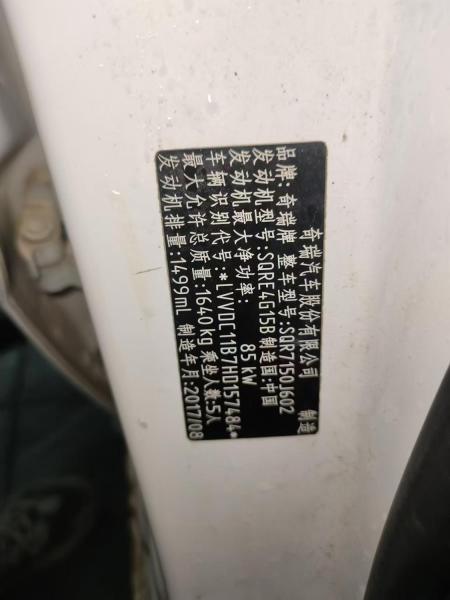 奇瑞汽车股份有限公司 制造
品牌:奇瑞牌 整车型号:SQR7150J602
发动机型号:SQRE4G15B 制造国:中国
发动机最大净功率: 85 kW
车辆识别代号:*LVVDC11B7HD157484*
最大允许总质量:1640kg 乘坐人数:5人
发动机排量:1499mL 制造年月:2017/08